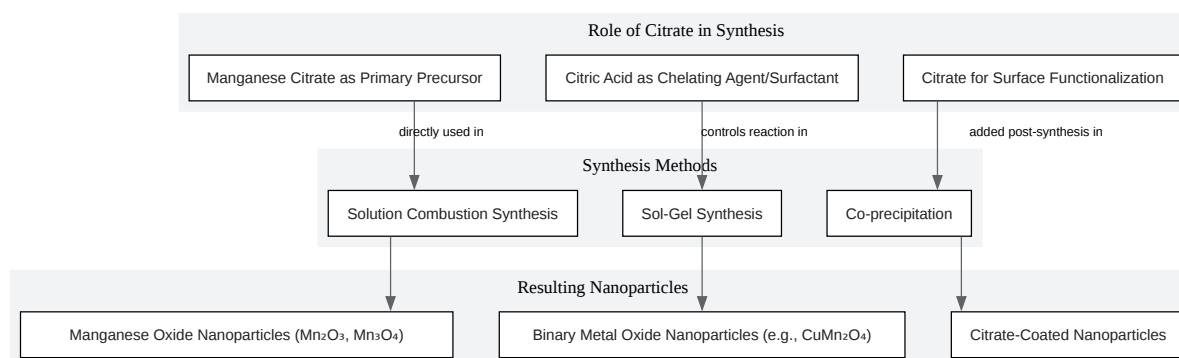 Role of Citrate in Synthesis
Manganese Citrate as Primary Precursor
Citric Acid as Chelating Agent/Surfactant
Citrate for Surface Functionalization
directly used in
controls reaction in
added post-synthesis in
Synthesis Methods
Solution Combustion Synthesis
Sol-Gel Synthesis
Co-precipitation
Resulting Nanoparticles
Manganese Oxide Nanoparticles (Mn₂O₃, Mn₃O₄)
Binary Metal Oxide Nanoparticles (e.g., CuMn₂O₄)
Citrate-Coated Nanoparticles